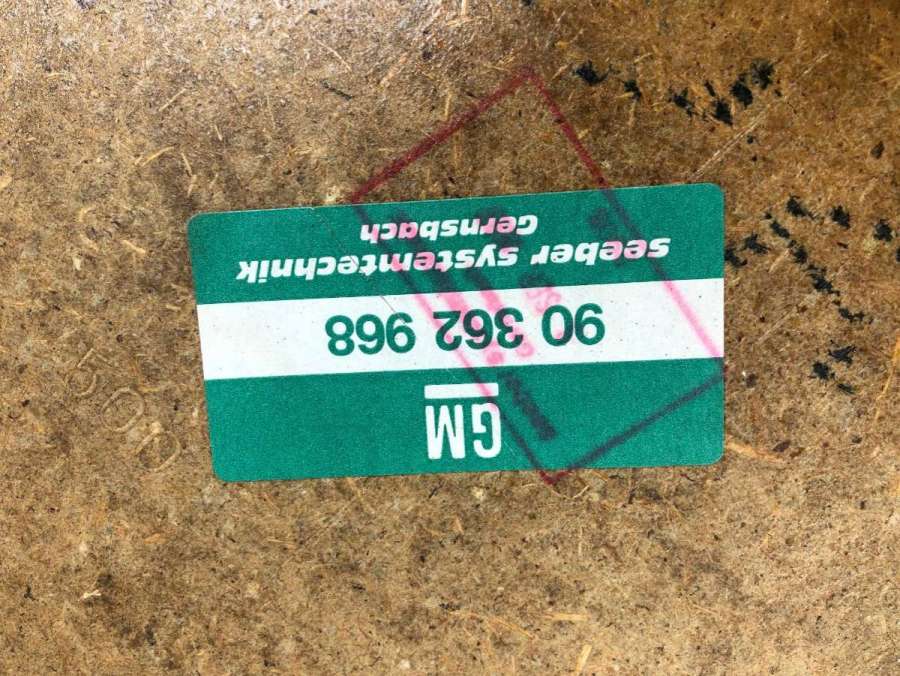 GM
90 362 968
seeber systemtechnik
Gernsbach